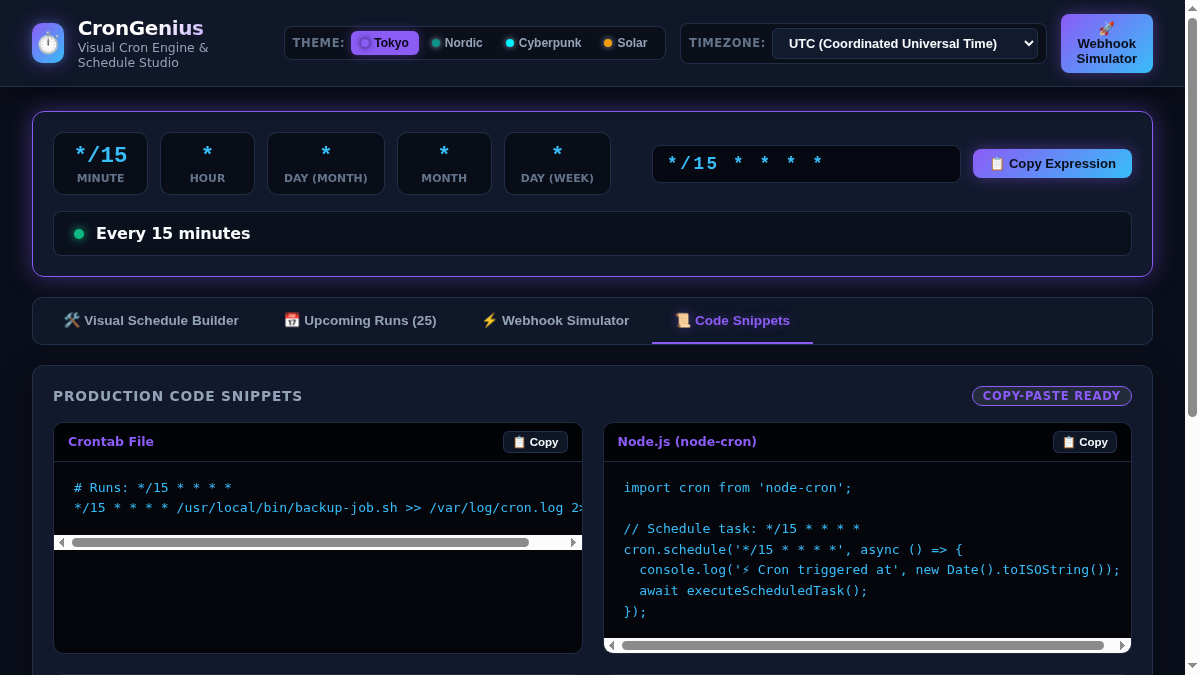 CronGenius
Visual Cron Engine &
Schedule Studio
THEME:
Tokyo
Nordic
Cyberpunk
Solar
TIMEZONE:
UTC (Coordinated Universal Time)
🚀
Webhook
Simulator
*/15
MINUTE
*
HOUR
*
DAY (MONTH)
*
MONTH
*
DAY (WEEK)
*/15 * * * *
📋 Copy Expression
Every 15 minutes
🛠️ Visual Schedule Builder
📅 Upcoming Runs (25)
⚡ Webhook Simulator
📜 Code Snippets
PRODUCTION CODE SNIPPETS
COPY-PASTE READY
Crontab File
📋 Copy
# Runs: */15 * * * *
*/15 * * * * /usr/local/bin/backup-job.sh >> /var/log/cron.log 2>
Node.js (node-cron)
📋 Copy
import cron from 'node-cron';
// Schedule task: */15 * * * *
cron.schedule('*/15 * * * *', async () => {
  console.log('⚡ Cron triggered at', new Date().toISOString());
  await executeScheduledTask();
});